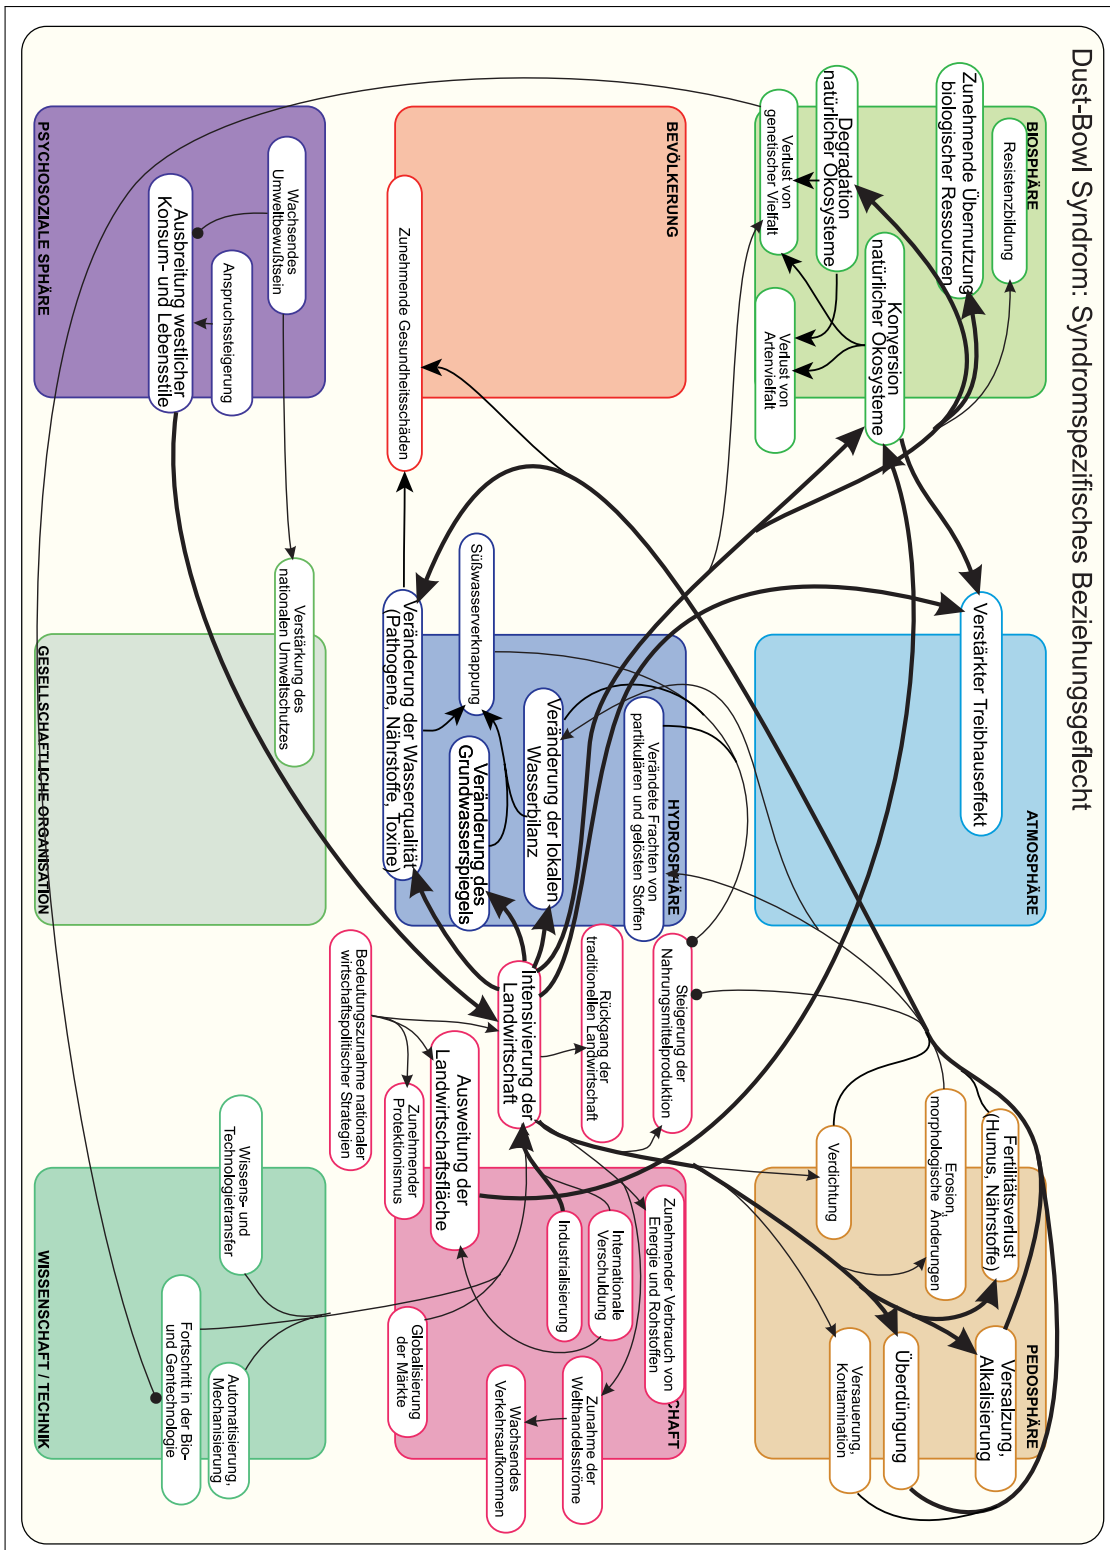 Dust-Bowl Syndrom: Syndromspezifisches Beziehungsgeflecht
BIOSPHÄRE
Resistenzbildung
Zunehmende Übernutzung
biologischer Ressourcen
Degradation
natürlicher Ökosysteme
Konversion
natürlicher Ökosysteme
Verlust von
genetischer Vielfalt
Verlust von
Artenvielfalt
ATMOSPHÄRE
Verstärkter Treibhauseffekt
PEDOSPHÄRE
Fertilitätsverlust
(Humus, Nährstoffe)
Versalzung,
Alkalisierung
Erosion,
morphologische Änderungen
Überdüngung
Verdichtung
Versauerung,
Kontamination
BEVÖLKERUNG
Zunehmende Gesundheitsschäden
HYDROSPHÄRE
Verändete Frachten von
partikulären und gelösten Stoffen
Veränderung der lokalen
Wasserbilanz
Süßwasserverknappung
Veränderung des
Grundwasserspiegels
Veränderung der Wasserqualität
(Pathogene, Nährstoffe, Toxine)
CHAFT
Steigerung der
Nahrungsmittelproduktion
Zunehmender Verbrauch von
Energie und Rohstoffen
Rückgang der
traditionellen Landwirtschaft
Internationale
Verschuldung
Zunahme der
Welthandelsströme
Industrialisierung
Intensivierung der
Landwirtschaft
Wachsendes
Verkehrsaufkommen
Ausweitung der
Landwirtschaftsfläche
Zunehmender
Protektionismus
Globalisierung
der Märkte
Bedeutungszunahme nationaler
wirtschaftspolitischer Strategien
PSYCHOSOZIALE SPHÄRE
Wachsendes
Umweltbewußtsein
Anspruchssteigerung
Ausbreitung westlicher
Konsum- und Lebensstile
GESELLSCHAFTLICHE ORGANISATION
Verstärkung des
nationalen Umweltschutzes
WISSENSCHAFT / TECHNIK
Wissens- und
Technologietransfer
Automatisierung,
Mechanisierung
Fortschritt in der Bio-
und Gentechnologie